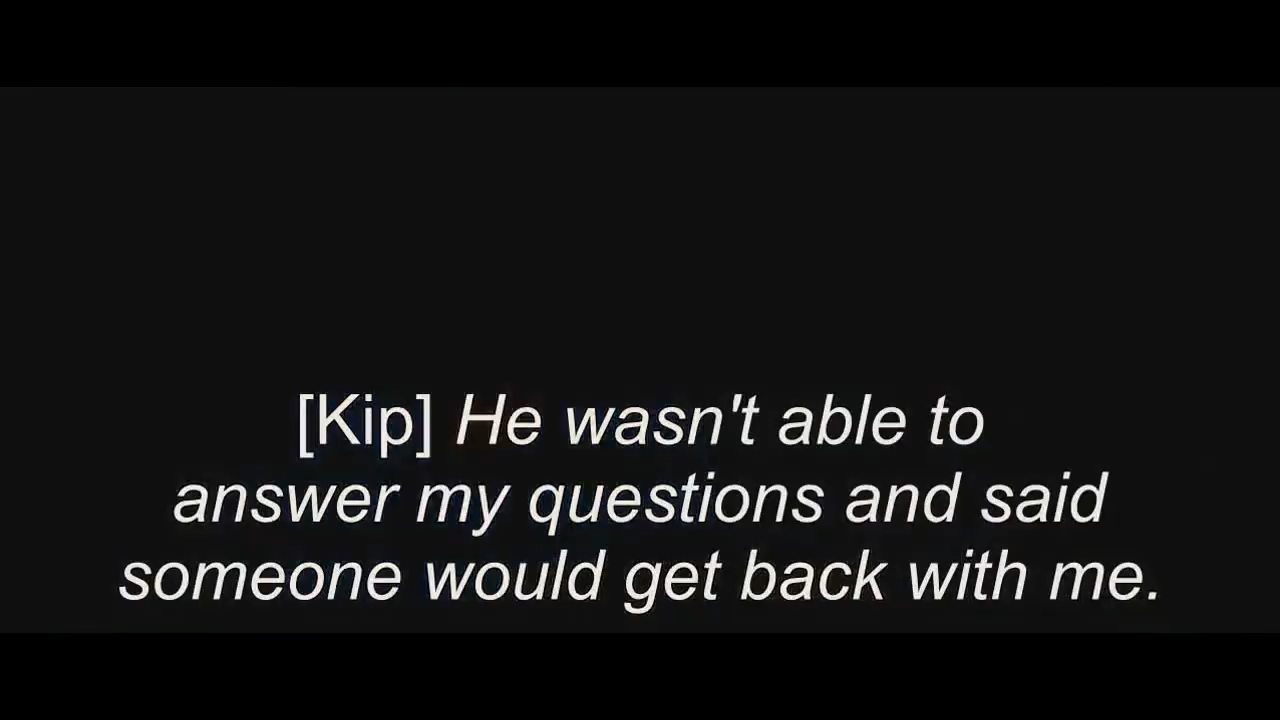 [Kip] He wasn't able to
answer my questions and said
someone would get back with me.